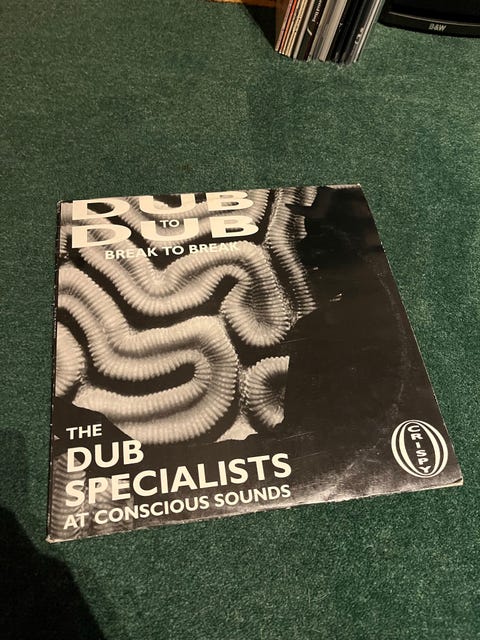 B&W
DUB
TO
DUB
BREAK TO BREAK
THE
DUB
SPECIALISTS
AT CONSCIOUS SOUNDS
CRISPY